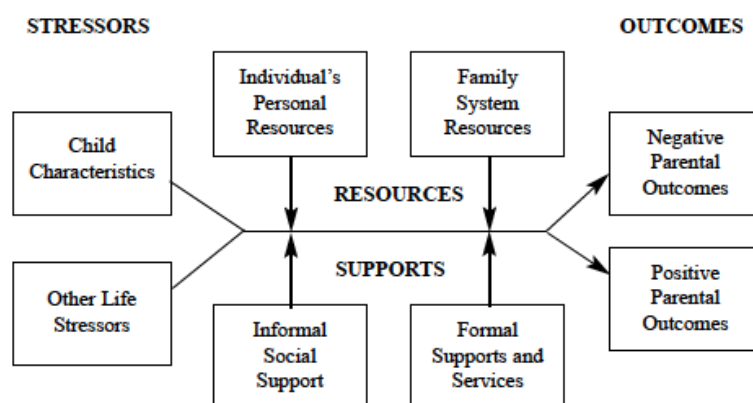 STRESSORS
OUTCOMES
Individual’s
Personal
Resources
Family
System
Resources
Child
Characteristics
Negative
Parental
Outcomes
RESOURCES
SUPPORTS
Other Life
Stressors
Positive
Parental
Outcomes
Informal
Social
Support
Formal
Supports and
Services